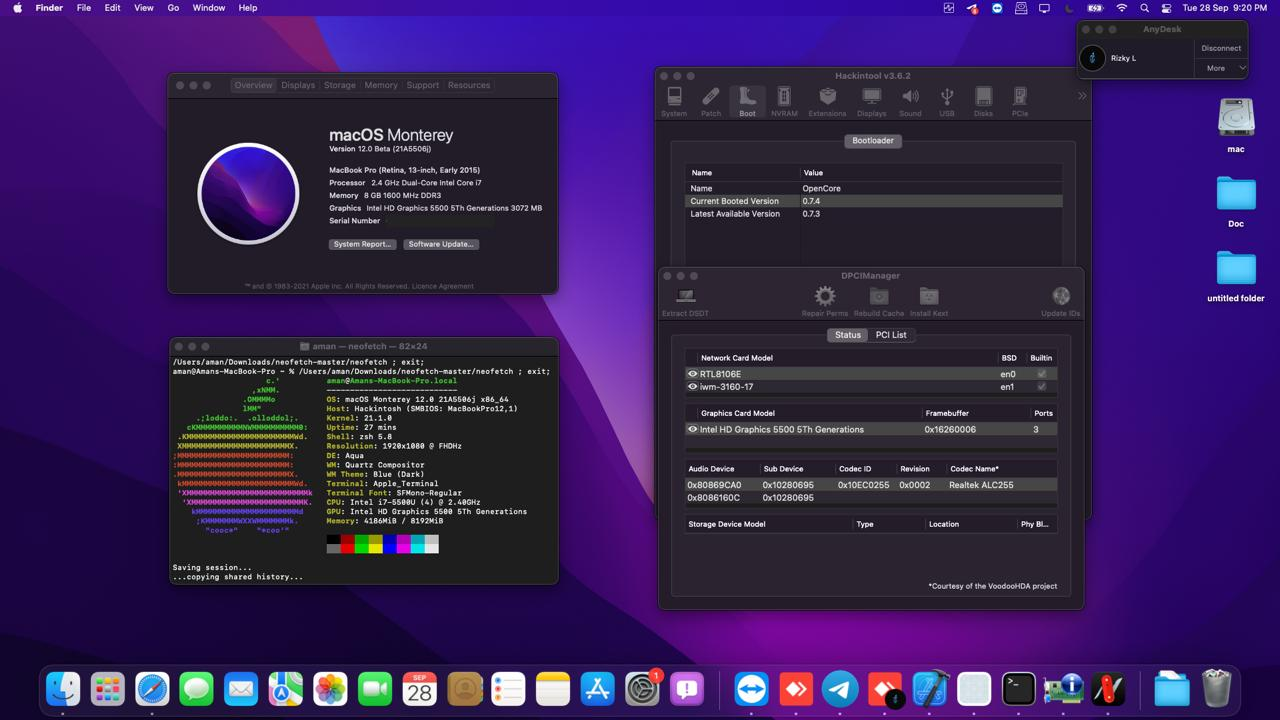 Finder File Edit View Go Window Help
Tue 28 Sep 9:20 PM
Overview Displays Storage Memory Support Resources
macOS Monterey
Version 12.0 Beta (21A5506j)
MacBook Pro (Retina, 13-inch, Early 2015)
Processor 2.4 GHz Dual-Core Intel Core i7
Memory 8 GB 1600 MHz DDR3
Graphics Intel HD Graphics 5500 5Th Generations 3072 MB
Serial Number
System Report... Software Update...
™ and © 1983-2021 Apple Inc. All Rights Reserved. Licence Agreement
aman — neofetch — 82×24
/Users/aman/Downloads/neofetch-master/neofetch ; exit;
aman@Amans-MacBook-Pro ~ % /Users/aman/Downloads/neofetch-master/neofetch ; exit;
aman@Amans-MacBook-Pro.local
OS: macOS Monterey 12.0 21A5506j x86_64
Host: Hackintosh (SMBIOS: MacBookPro12,1)
Kernel: 21.1.0
Uptime: 27 mins
Shell: zsh 5.8
Resolution: 1920x1080 @ FHDHz
DE: Aqua
WM: Quartz Compositor
WM Theme: Blue (Dark)
Terminal: Apple_Terminal
Terminal Font: SFMono-Regular
CPU: Intel i7-5500U (4) @ 2.40GHz
GPU: Intel HD Graphics 5500 5Th Generations
Memory: 4186MiB / 8192MiB
Saving session...
...copying shared history...
Hackintool v3.6.2
System Patch Boot NVRAM Extensions Displays Sound USB Disks PCIe
Bootloader
Name Value
Name OpenCore
Current Booted Version 0.7.4
Latest Available Version 0.7.3
DPCIManager
Extract DSDT Repair Perms Rebuild Cache Install Kext Update IDs
Status PCI List
Network Card Model BSD Builtin
RTL8106E en0
iwm-3160-17 en1
Graphics Card Model Framebuffer Ports
Intel HD Graphics 5500 5Th Generations 0x16260006 3
Audio Device Sub Device Codec ID Revision Codec Name*
0x80869CA0 0x10280695 0x10EC0255 0x0002 Realtek ALC255
0x8086160C 0x10280695
Storage Device Model Type Location Phy Bl...
*Courtesy of the VoodooHDA project
AnyDesk
Rizky L
Disconnect
More
mac
Doc
untitled folder
SEP
28
1